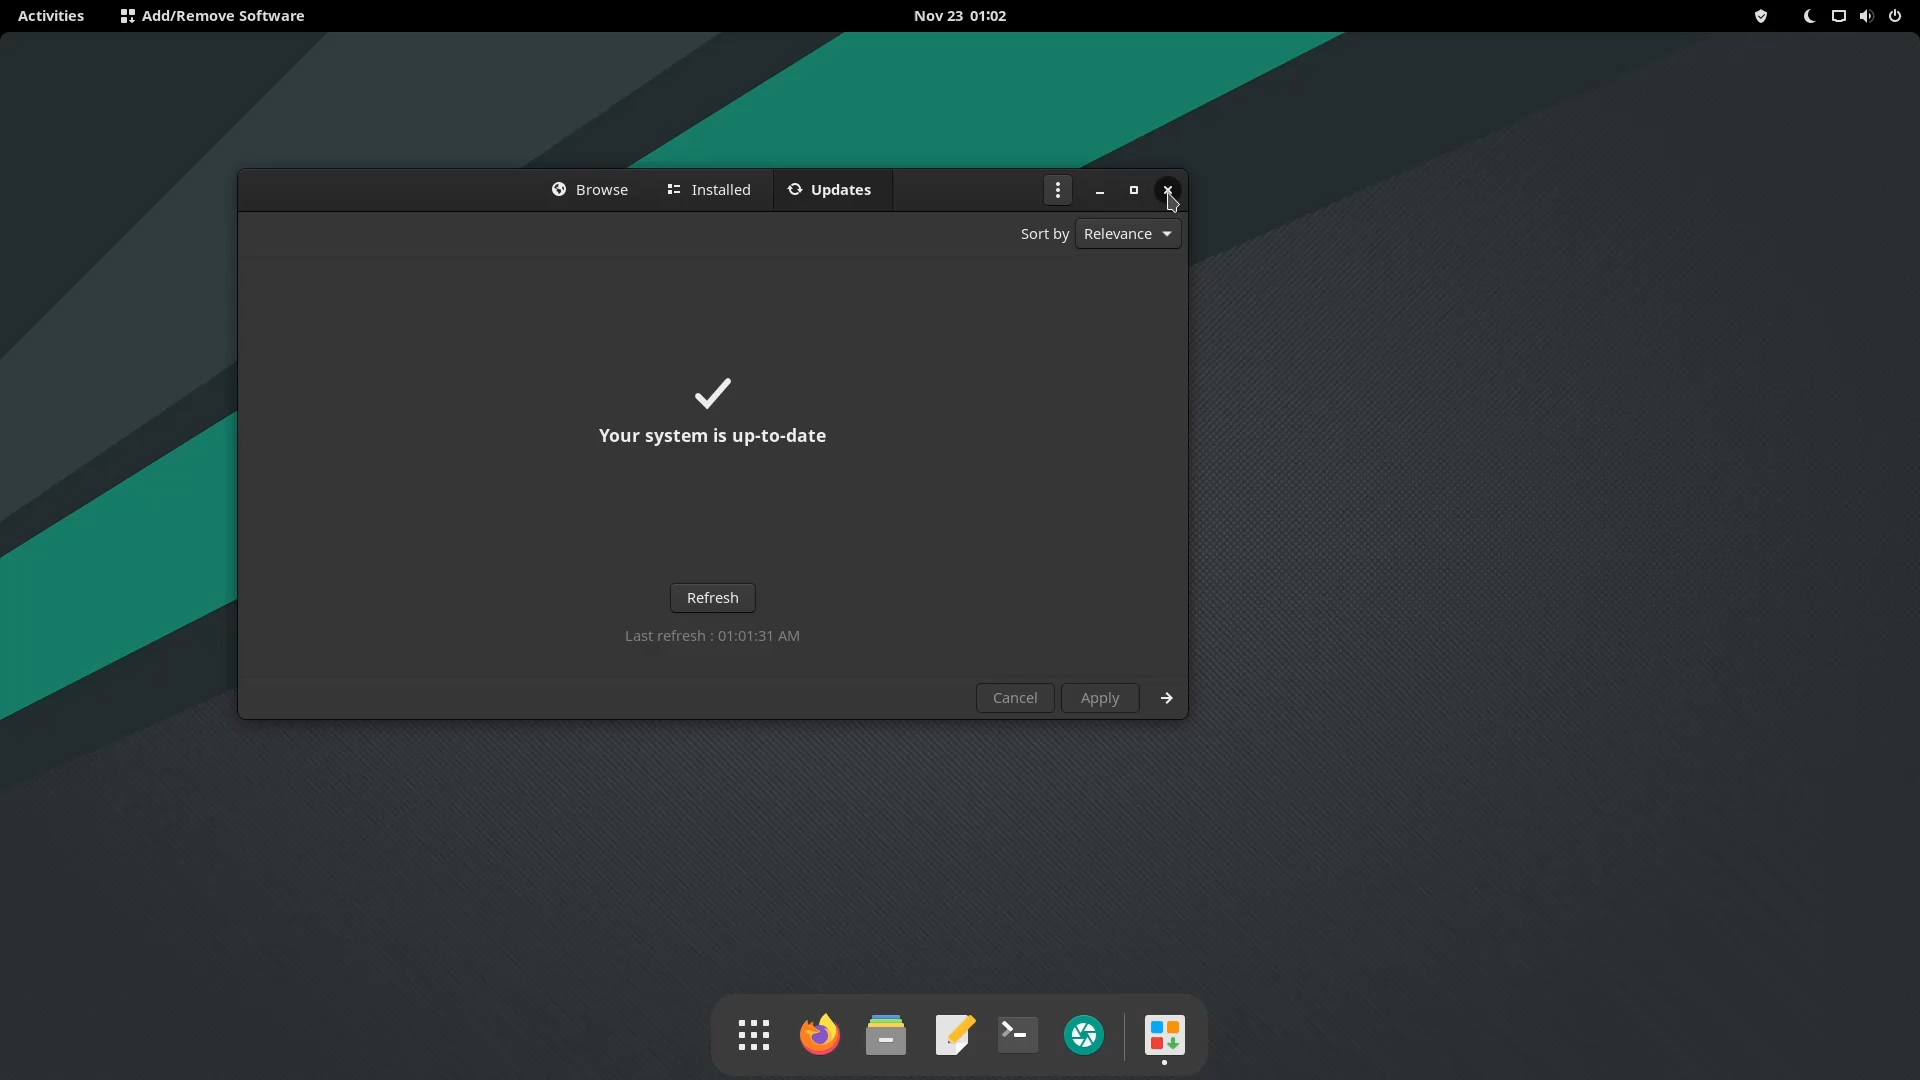 Activities Add/Remove Software Nov 23 01:02
Browse Installed Updates
Sort by Relevance
Your system is up-to-date
Refresh
Last refresh : 01:01:31 AM
Cancel Apply